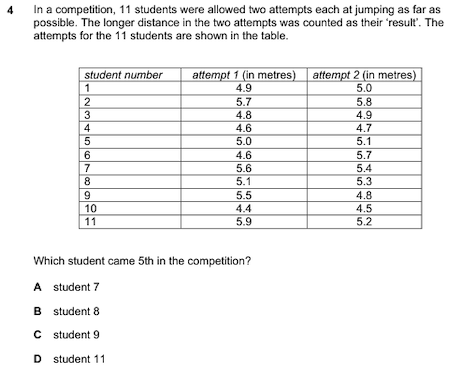 4 In a competition, 11 students were allowed two attempts each at jumping as far as
possible. The longer distance in the two attempts was counted as their 'result'. The
attempts for the 11 students are shown in the table.
student number attempt 1 (in metres) attempt 2 (in metres)
1 4.9 5.0
2 5.7 5.8
3 4.8 4.9
4 4.6 4.7
5 5.0 5.1
6 4.6 5.7
7 5.6 5.4
8 5.1 5.3
9 5.5 4.8
10 4.4 4.5
11 5.9 5.2
Which student came 5th in the competition?
A student 7
B student 8
C student 9
D student 11